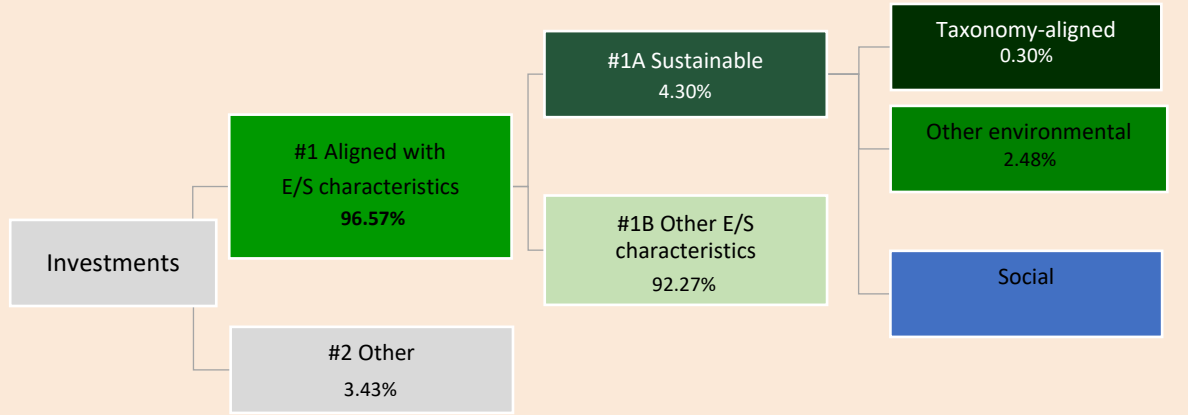 Investments
#1 Aligned with
E/S characteristics
96.57%
#2 Other
3.43%
#1A Sustainable
4.30%
#1B Other E/S
characteristics
92.27%
Taxonomy-aligned
0.30%
Other environmental
2.48%
Social